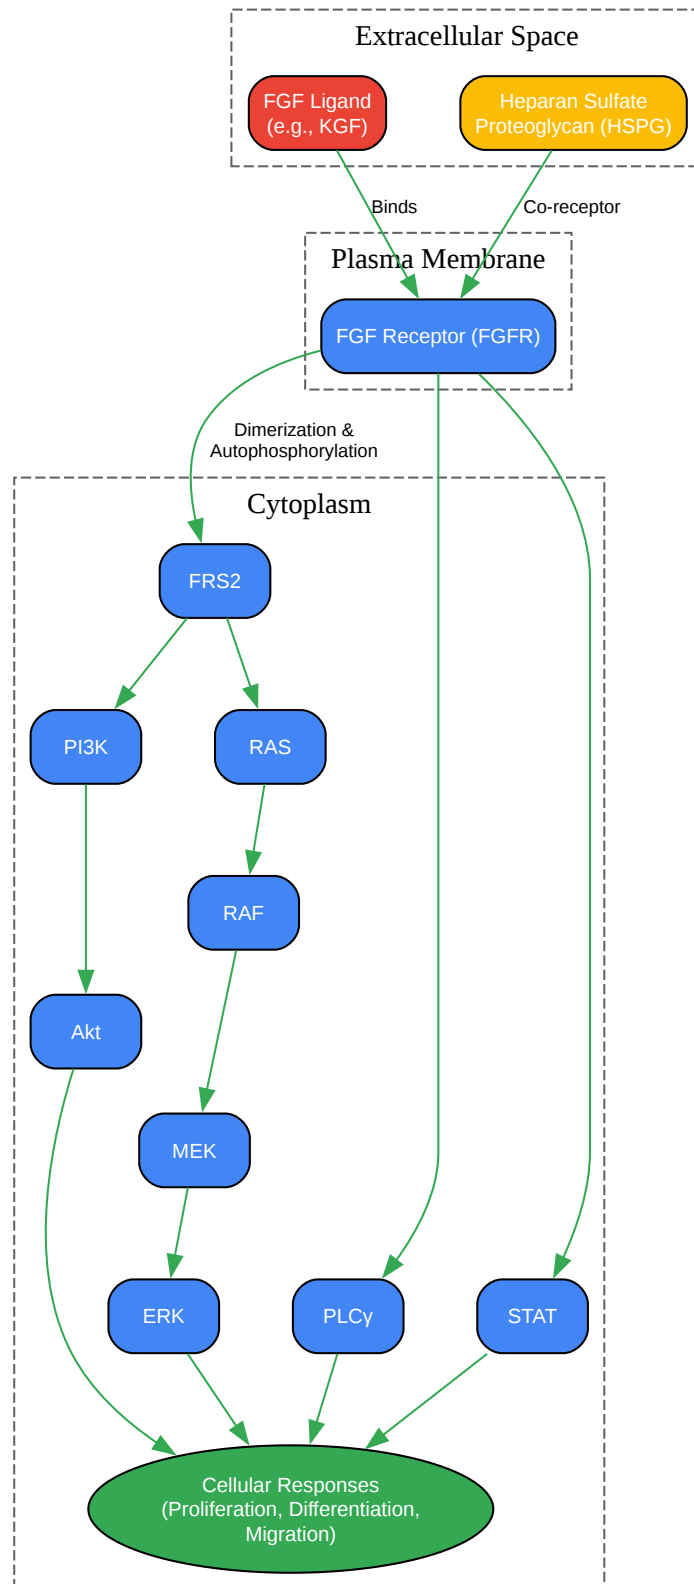 Extracellular Space
FGF Ligand
(e.g., KGF)
Heparan Sulfate
Proteoglycan (HSPG)
Binds
Co-receptor
Plasma Membrane
FGF Receptor (FGFR)
Dimerization &
Autophosphorylation
Cytoplasm
FRS2
PI3K
RAS
RAF
Akt
MEK
ERK
PLCγ
STAT
Cellular Responses
(Proliferation, Differentiation,
Migration)